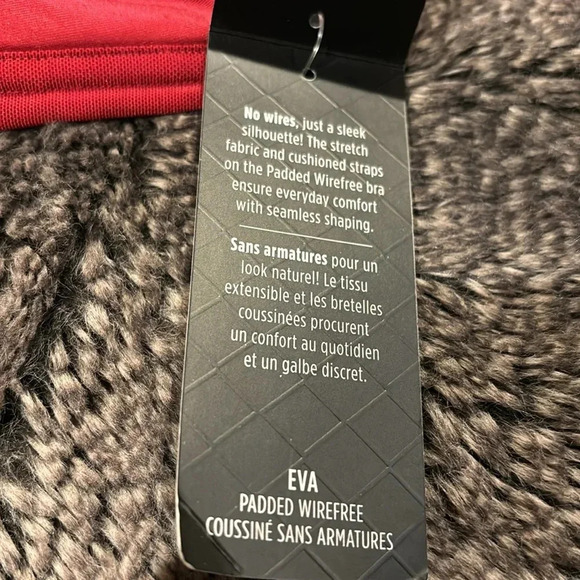 No wires, just a sleek
silhouette! The stretch
fabric and cushioned straps
on the Padded Wirefree bra
ensure everyday comfort
with seamless shaping.
Sans armatures pour un
look naturel! Le tissu
extensible et les bretelles
coussinées procurent
un confort au quotidien
et un galbe discret.
EVA
PADDED WIREFREE
COUSSINÉ SANS ARMATURES